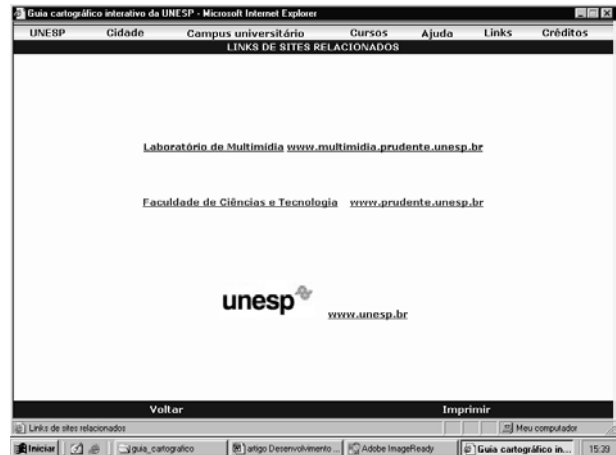 Guia cartográfico interativo da UNESP - Microsoft Internet Explorer
UNESP Cidade Campus universitário Cursos Ajuda Links Créditos
LINKS DE SITES RELACIONADOS
Laboratório de Multimídia www.multimidia.prudente.unesp.br
Faculdade de Ciências e Tecnologia www.prudente.unesp.br
unesp www.unesp.br
Voltar Imprimir
Links de sites relacionados Meu computador
Iniciar guia_cartografico artigo Desenvolvimento ... Adobe ImageReady Guia cartográfico in... 15:39